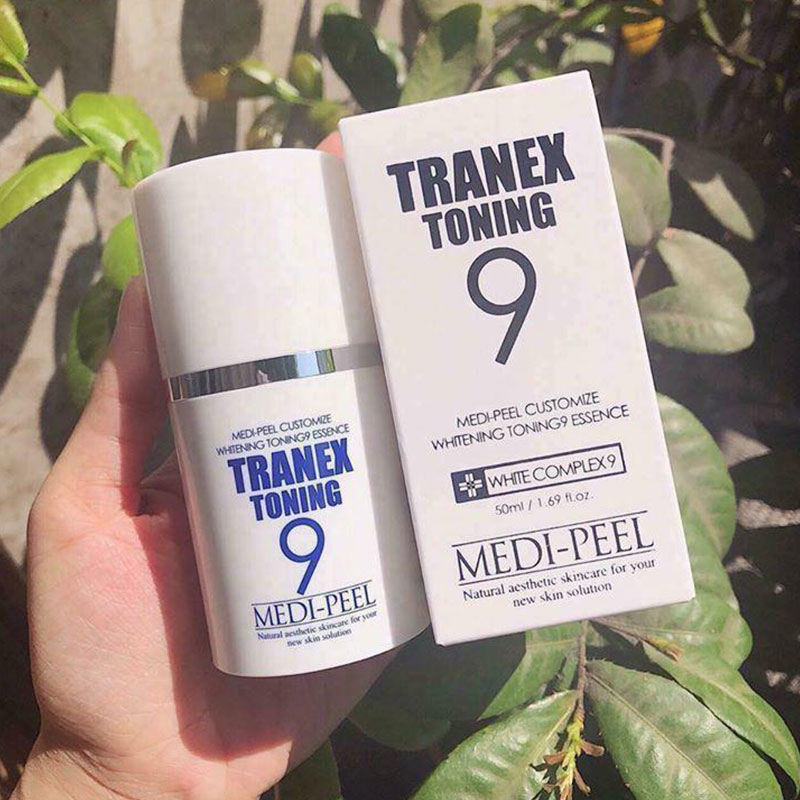 MEDI-PEEL CUSTOMIZE
WHITENING TONING9 ESSENCE
TRANEX
TONING
9
MEDI-PEEL
Natural aesthetic skincare for your
new skin solution
TRANEX
TONING
9
MEDI-PEEL CUSTOMIZE
WHITENING TONING9 ESSENCE
WHITE COMPLEX 9
50ml / 1.69 fl.oz.
MEDI-PEEL
Natural aesthetic skincare for your
new skin solution